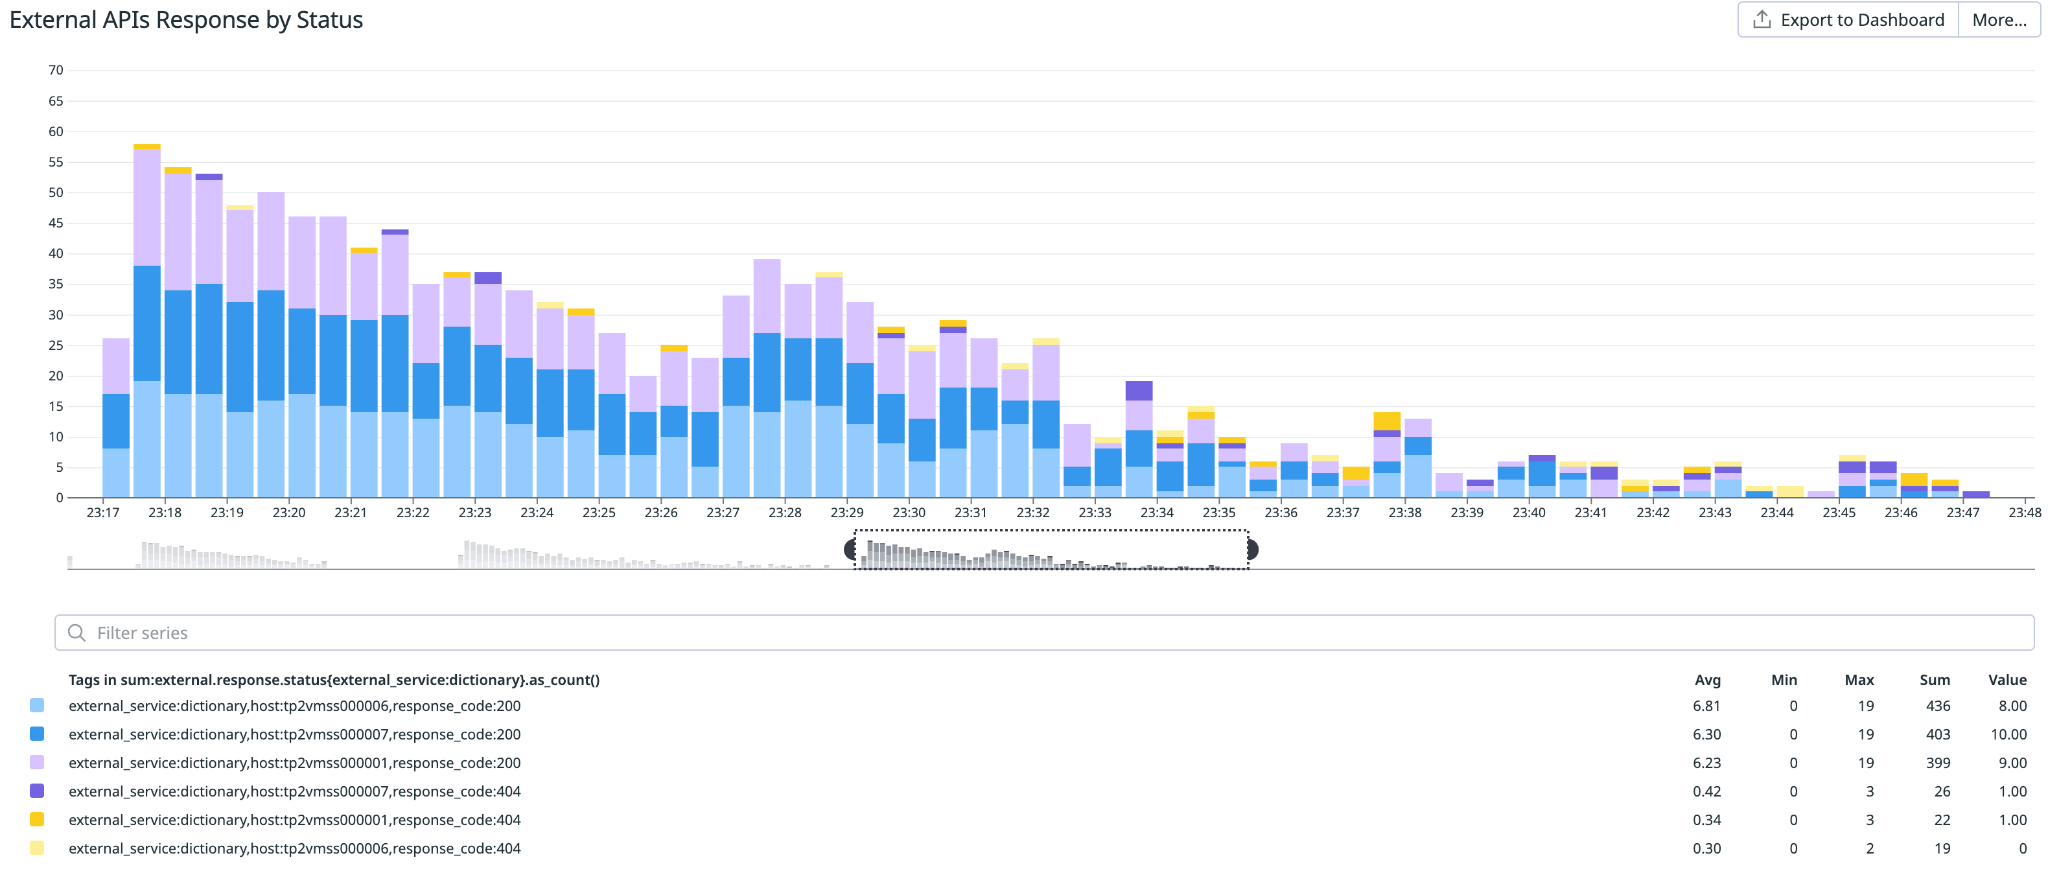 External APIs Response by Status
Export to Dashboard More...
70
65
60
55
50
45
40
35
30
25
20
15
10
5
0
23:17 23:18 23:19 23:20 23:21 23:22 23:23 23:24 23:25 23:26 23:27 23:28 23:29 23:30 23:31 23:32 23:33 23:34 23:35 23:36 23:37 23:38 23:39 23:40 23:41 23:42 23:43 23:44 23:45 23:46 23:47 23:48
Filter series
Tags in sum:external.response.status{external_service:dictionary}.as_count() Avg Min Max Sum Value
external_service:dictionary,host:tp2vmss000006,response_code:200 6.81 0 19 436 8.00
external_service:dictionary,host:tp2vmss000007,response_code:200 6.30 0 19 403 10.00
external_service:dictionary,host:tp2vmss000001,response_code:200 6.23 0 19 399 9.00
external_service:dictionary,host:tp2vmss000007,response_code:404 0.42 0 3 26 1.00
external_service:dictionary,host:tp2vmss000001,response_code:404 0.34 0 3 22 1.00
external_service:dictionary,host:tp2vmss000006,response_code:404 0.30 0 2 19 0